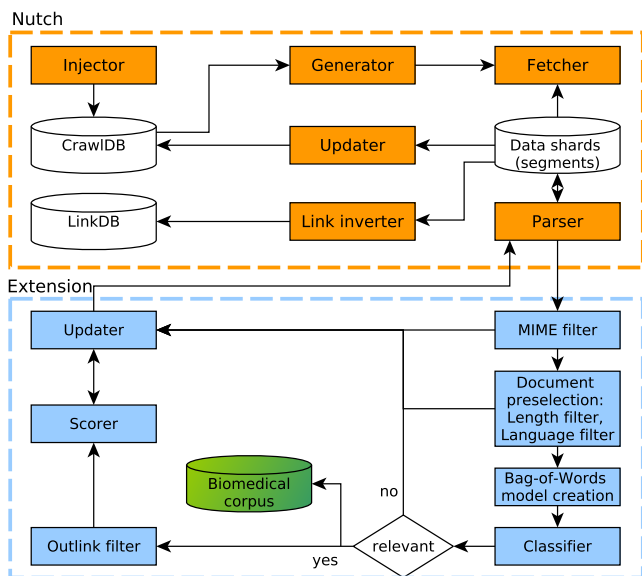 Nutch
Injector
Generator
Fetcher
CrawlDB
Updater
Data shards
(segments)
LinkDB
Link inverter
Parser
Extension
Updater
MIME filter
Document
preselection:
Length filter,
Language filter
Scorer
Biomedical
corpus
Bag-of-Words
model creation
no
Outlink filter
yes
relevant
Classifier